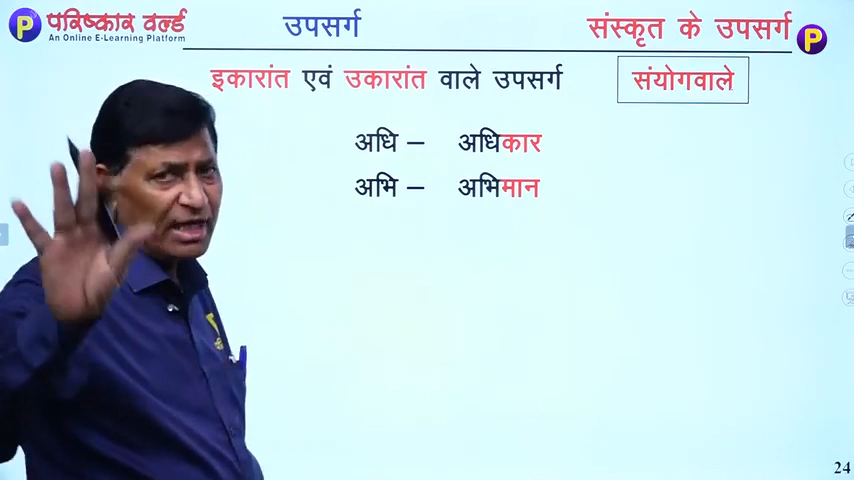 परिष्कार वर्ल्ड
An Online E-Learning Platform
उपसर्ग
संस्कृत के उपसर्ग
इकारांत एवं उकारांत वाले उपसर्ग
संयोगवाले
अधि – अधिकार
अभि – अभिमान
24